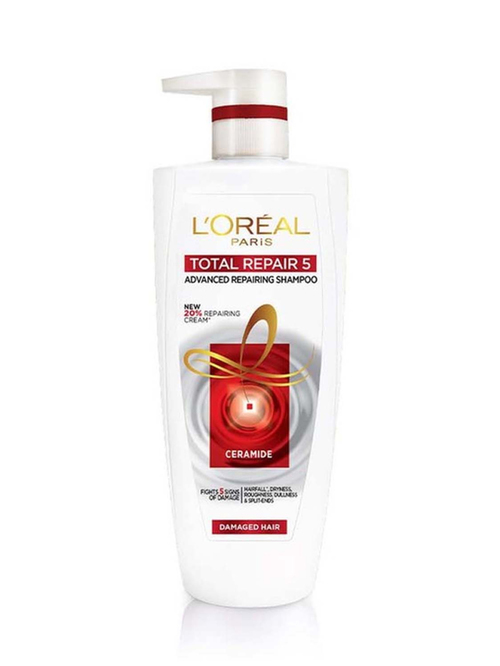 L'ORÉAL
PARIS
TOTAL REPAIR 5
ADVANCED REPAIRING SHAMPOO
NEW
20% REPAIRING
CREAM*
CERAMIDE
FIGHTS 5 SIGNS
OF DAMAGE
HAIRFALL*, DRYNESS,
ROUGHNESS, DULLNESS
& SPLIT-ENDS
DAMAGED HAIR